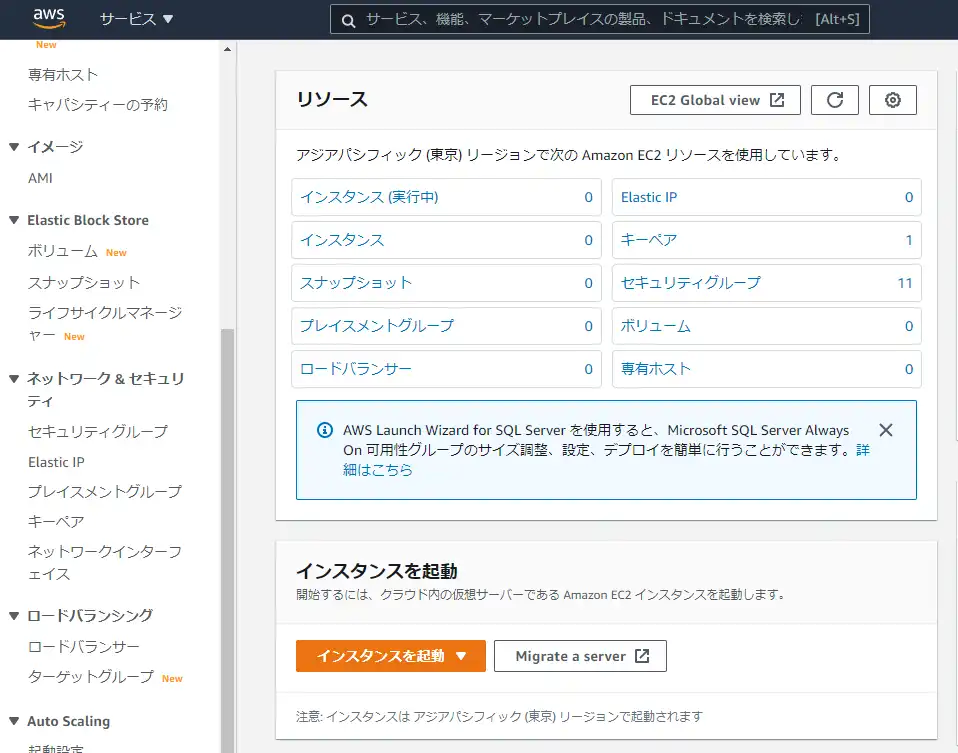 aws
サービス ▼
サービス、機能、マーケットプレイスの製品、ドキュメントを検索し
[Alt+S]
New
専有ホスト
キャパシティーの予約
▼ イメージ
AMI
▼ Elastic Block Store
ボリューム New
スナップショット
ライフサイクルマネージ
ャー New
▼ ネットワーク & セキュリ
ティ
セキュリティグループ
Elastic IP
プレイスメントグループ
キーペア
ネットワークインターフ
ェイス
▼ ロードバランシング
ロードバランサー
ターゲットグループ New
▼ Auto Scaling
起動設定
リソース
EC2 Global view
アジアパシフィック (東京) リージョンで次の Amazon EC2 リソースを使用しています。
インスタンス (実行中) 0
Elastic IP 0
インスタンス 0
キーペア 1
スナップショット 0
セキュリティグループ 11
プレイスメントグループ 0
ボリューム 0
ロードバランサー 0
専有ホスト 0
AWS Launch Wizard for SQL Server を使用すると、Microsoft SQL Server Always
On 可用性グループのサイズ調整、設定、デプロイを簡単に行うことができます。詳
細はこちら
インスタンスを起動
開始するには、クラウド内の仮想サーバーである Amazon EC2 インスタンスを起動します。
インスタンスを起動 ▼
Migrate a server
注意: インスタンスは アジアパシフィック (東京) リージョンで起動されます